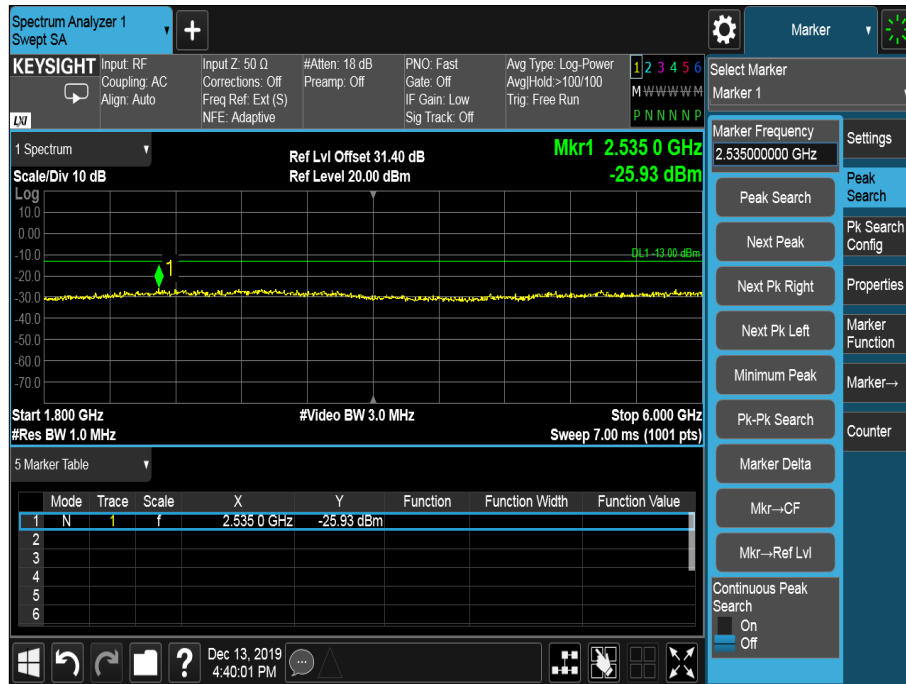 Spectrum Analyzer 1
Swept SA
+
Marker
KEYSIGHT
LXI
Input: RF
Coupling: AC
Align: Auto
Input Z: 50 Ω
Corrections: Off
Freq Ref: Ext (S)
NFE: Adaptive
#Atten: 18 dB
Preamp: Off
PNO: Fast
Gate: Off
IF Gain: Low
Sig Track: Off
Avg Type: Log-Power
Avg|Hold:>100/100
Trig: Free Run
1 2 3 4 5 6
M W W W W M
P N N N N P
Select Marker
Marker 1
1 Spectrum
Scale/Div 10 dB
Ref Lvl Offset 31.40 dB
Ref Level 20.00 dBm
Mkr1 2.535 0 GHz
-25.93 dBm
Log
10.0
0.00
-10.0
-20.0
-30.0
-40.0
-50.0
-60.0
-70.0
DL1 -13.00 dBm
1
Start 1.800 GHz
#Res BW 1.0 MHz
#Video BW 3.0 MHz
Stop 6.000 GHz
Sweep 7.00 ms (1001 pts)
5 Marker Table
Mode Trace Scale X Y Function Function Width Function Value
1 N 1 f 2.535 0 GHz -25.93 dBm
2
3
4
5
6
Marker Frequency
2.535000000 GHz
Peak Search
Next Peak
Next Pk Right
Next Pk Left
Minimum Peak
Pk-Pk Search
Marker Delta
Mkr→CF
Mkr→Ref Lvl
Continuous Peak
Search
On
Off
Settings
Peak
Search
Pk Search
Config
Properties
Marker
Function
Marker→
Counter
?
Dec 13, 2019
4:40:01 PM